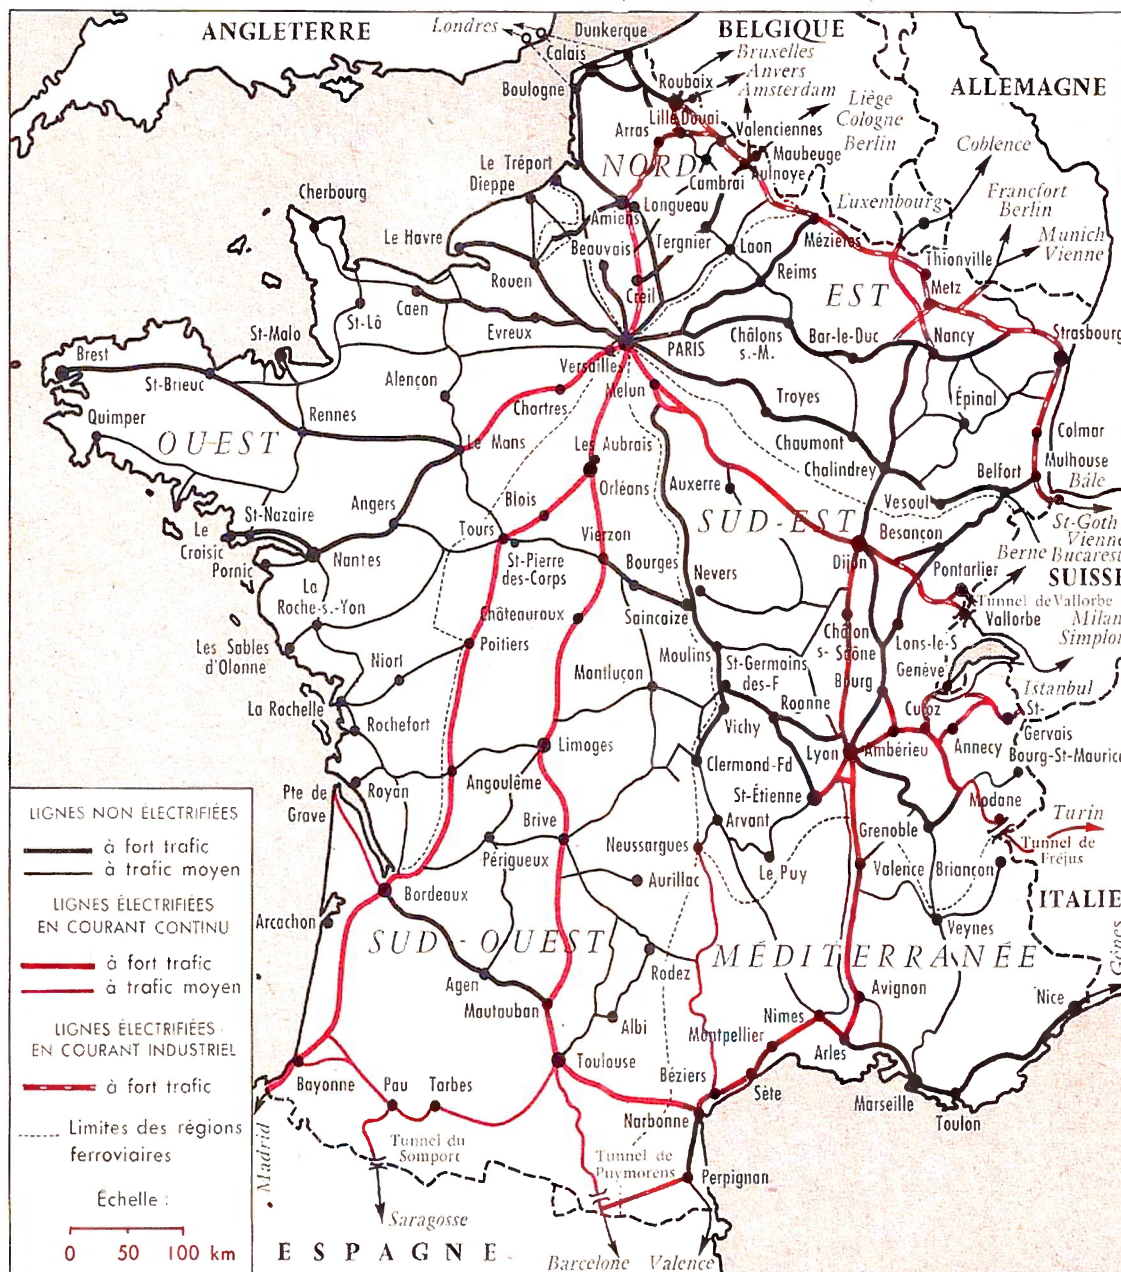 ANGLETERRE
Londres
Dunkerque
BELGIQUE
Calais
Bruxelles
Anvers
Amsterdam
Boulogne
Roubaix
ALLEMAGNE
Lille
Douai
Liège
Cologne
Berlin
Arras
Valenciennes
Coblence
Le Tréport
Dieppe
NORD
Maubeuge
Aulnoye
Cambrai
Cherbourg
Francfort
Berlin
Luxembourg
Amiens
Longueau
Le Havre
Beauvais
Tergnier
Laon
Mézières
Munich
Vienne
Thionville
Rouen
Creil
Reims
EST
Metz
Caen
St-Lô
Evreux
Châlons
s.-M.
Bar-le-Duc
Nancy
Strasbourg
St-Malo
PARIS
Versailles
Brest
St-Brieuc
Alençon
Melun
Chartres
Troyes
Épinal
Quimper
Rennes
OUEST
Le Mans
Les Aubrais
Chaumont
Colmar
Orléans
Auxerre
Chalindrey
Belfort
Mulhouse
Bâle
Vesoul
Blois
Angers
St-Nazaire
Le
Croisic
Tours
Vierzon
SUD-EST
Besançon
St-Goth
Vienne
Bucarest
Berne
Pornic
Nantes
St-Pierre
des-Corps
Bourges
Nevers
Dijon
Pontarlier
SUISSE
La
Roche-s.-Yon
Châteauroux
Saincaize
Tunnel de Vallorbe
Vallorbe
Milan
Simplon
Les Sables
d'Olonne
Poitiers
Châlon
s-Saône
Lons-le-S
Niort
Moulins
St-Germains
des-F
Bourg
Genève
Montluçon
Istanbul
La Rochelle
Rochefort
Roanne
Culoz
St-
Gervais
Vichy
Limoges
Lyon
Ambérieu
Annecy
Bourg-St-Maurice
Clermond-Fd
Royan
Angoulême
Pte de
Grave
St-Étienne
Modane
Turin
Brive
Arvant
Grenoble
Tunnel de
Fréjus
Périgueux
Neussargues
Le Puy
Valence
Briançon
Bordeaux
Aurillac
ITALIE
Arcachon
Veynes
SUD-OUEST
MÉDITERRANÉE
Gênes
Agen
Rodez
Avignon
Nice
Mautauban
Albi
Nimes
Montpellier
Arles
Toulouse
Bayonne
Pau
Tarbes
Béziers
Sète
Marseille
Toulon
Narbonne
Madrid
Tunnel du
Somport
Tunnel de
Puymorens
Perpignan
Saragosse
ESPAGNE
Barcelone
Valence
LIGNES NON ÉLECTRIFIÉES
à fort trafic
à trafic moyen
LIGNES ÉLECTRIFIÉES
EN COURANT CONTINU
à fort trafic
à trafic moyen
LIGNES ÉLECTRIFIÉES
EN COURANT INDUSTRIEL
à fort trafic
Limites des régions
ferroviaires
Échelle :
0 50 100 km